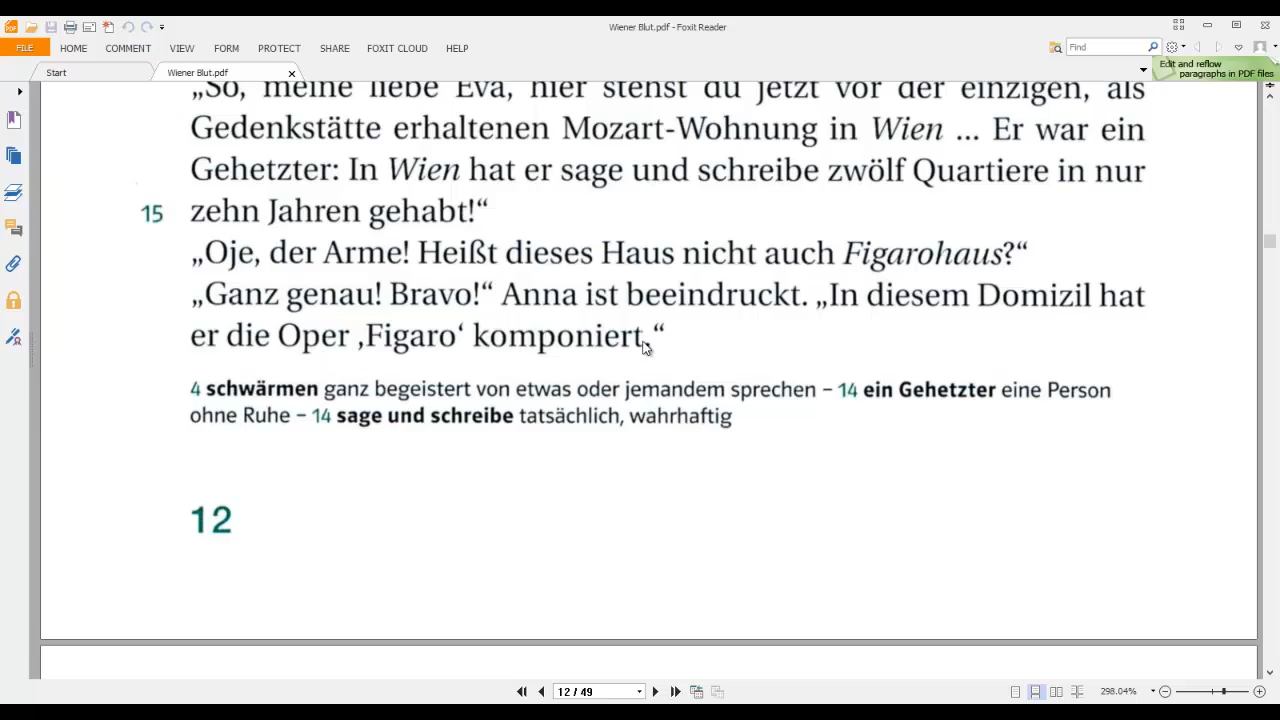 Wiener Blut.pdf - Foxit Reader
FILE HOME COMMENT VIEW FORM PROTECT SHARE FOXIT CLOUD HELP
Find
Start
Wiener Blut.pdf
Edit and reflow
paragraphs in PDF files
„So, meine liebe Eva, hier stehst du jetzt vor der einzigen, als
Gedenkstätte erhaltenen Mozart-Wohnung in Wien ... Er war ein
Gehetzter: In Wien hat er sage und schreibe zwölf Quartiere in nur
15 zehn Jahren gehabt!“
„Oje, der Arme! Heißt dieses Haus nicht auch Figarohaus?“
„Ganz genau! Bravo!“ Anna ist beeindruckt. „In diesem Domizil hat
er die Oper ‚Figaro‘ komponiert.“
4 schwärmen ganz begeistert von etwas oder jemandem sprechen – 14 ein Gehetzter eine Person
ohne Ruhe – 14 sage und schreibe tatsächlich, wahrhaftig
12
12 / 49
298.04%